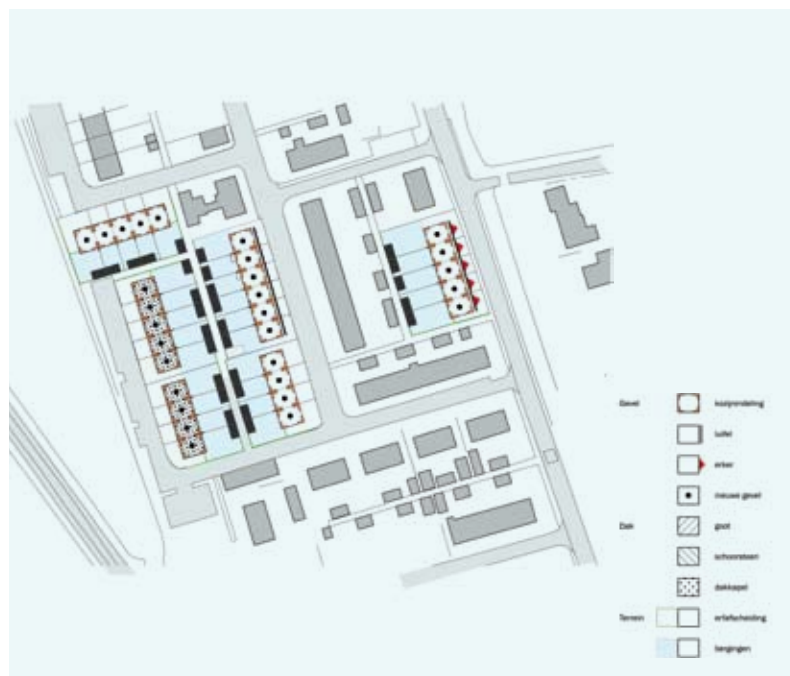 Gevel kozijnindeling
luifel
erker
nieuwe gevel
Dak goot
schoorsteen
dakkapel
Terrein erfafscheiding
bergingen